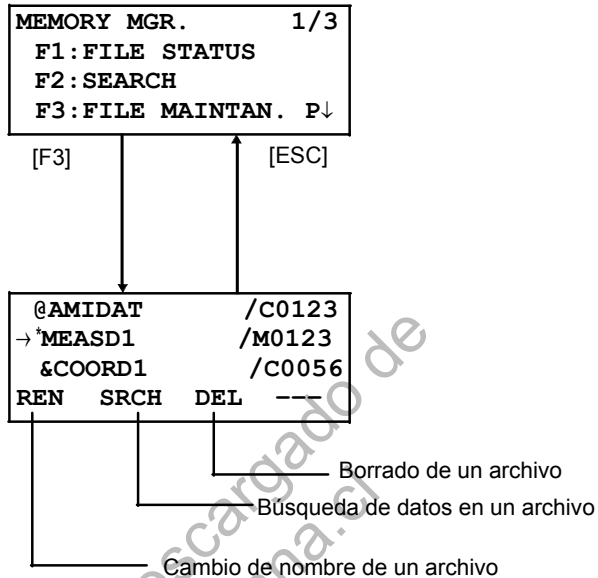 MEMORY MGR. 1/3
F1:FILE STATUS
F2:SEARCH
F3:FILE MAINTAN. P↓
[F3] [ESC]
@AMIDAT /C0123
→*MEASD1 /M0123
&COORD1 /C0056
REN SRCH DEL ---
Borrado de un archivo
Búsqueda de datos en un archivo
Cambio de nombre de un archivo